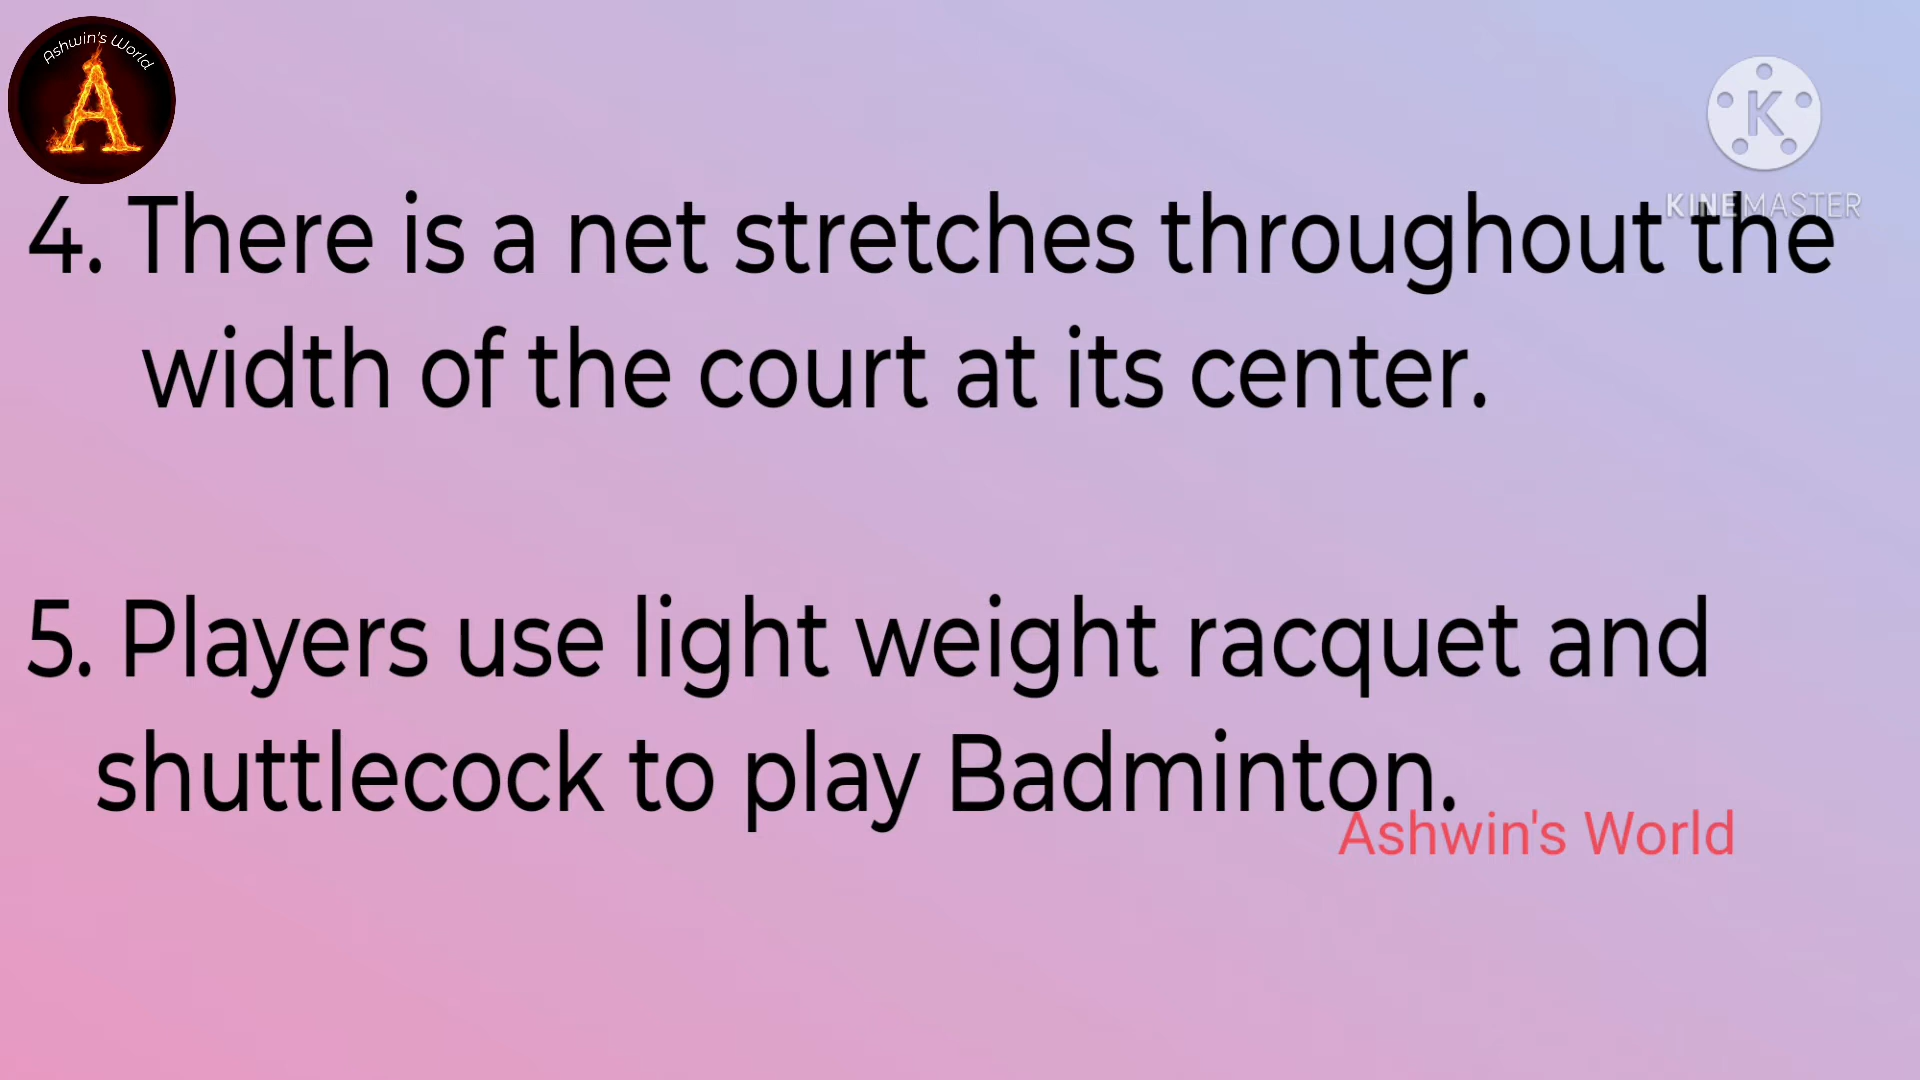 Ashwin's World
A
K
KINEMASTER
4. There is a net stretches throughout the
width of the court at its center.
5. Players use light weight racquet and
shuttlecock to play Badminton.
Ashwin's World